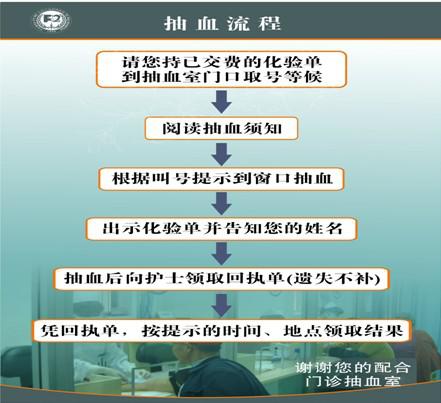 抽血流程
请您持已交费的化验单
到抽血室门口取号等候
阅读抽血须知
根据叫号提示到窗口抽血
出示化验单并告知您的姓名
抽血后向护士领取回执单(遗失不补)
凭回执单，按提示的时间、地点领取结果
谢谢您的配合
门诊抽血室